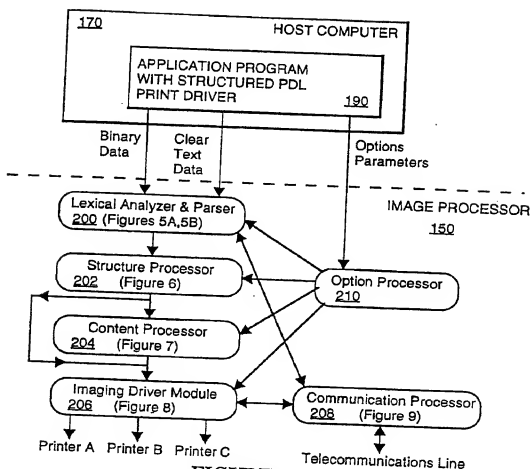 170
HOST COMPUTER
APPLICATION PROGRAM
WITH STRUCTURED PDL
PRINT DRIVER
190
Binary
Data
Clear
Text
Data
Options
Parameters
IMAGE PROCESSOR
150
Lexical Analyzer & Parser
200 (Figures 5A,5B)
Structure Processor
202 (Figure 6)
Option Processor
210
Content Processor
204 (Figure 7)
Imaging Driver Module
206 (Figure 8)
Communication Processor
208 (Figure 9)
Printer A Printer B Printer C
Telecommunications Line